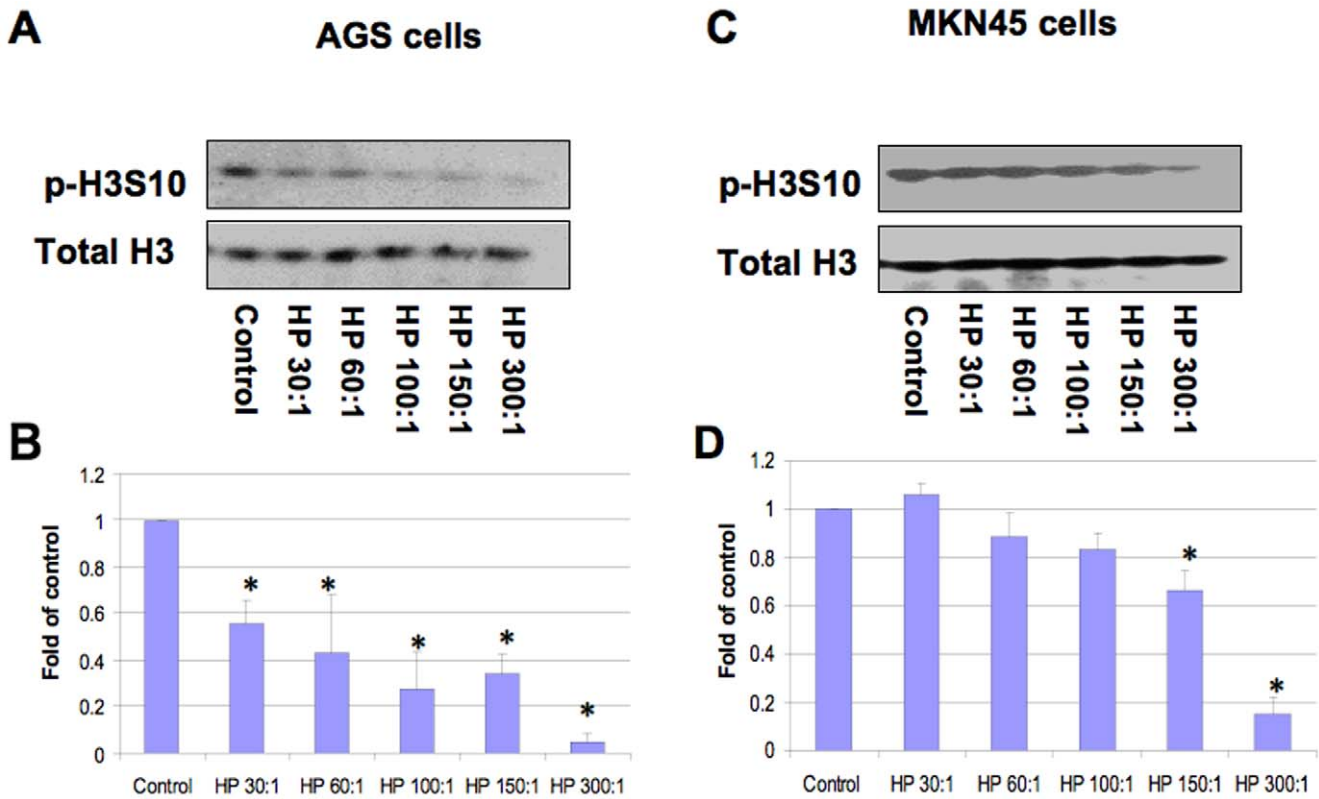 A
AGS cells
p-H3S10
Total H3
Control
HP 30:1
HP 60:1
HP 100:1
HP 150:1
HP 300:1
B
Fold of control
1.2
1
0.8
0.6
0.4
0.2
0
* * * * *
Control HP 30:1 HP 60:1 HP 100:1 HP 150:1 HP 300:1
C
MKN45 cells
p-H3S10
Total H3
Control
HP 30:1
HP 60:1
HP 100:1
HP 150:1
HP 300:1
D
Fold of control
1.2
1
0.8
0.6
0.4
0.2
0
* *
Control HP 30:1 HP 60:1 HP 100:1 HP 150:1 HP 300:1